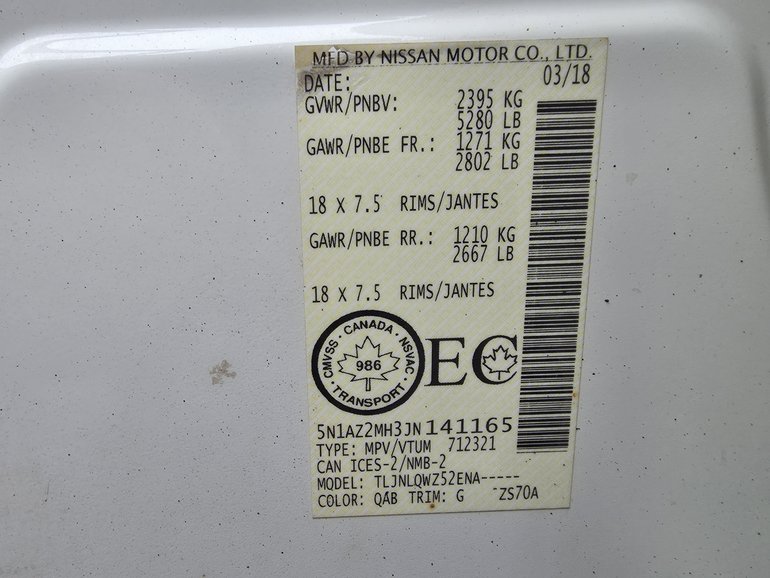 MFD BY NISSAN MOTOR CO., LTD.
DATE: 03/18
GVWR/PNBV: 2395 KG
5280 LB
GAWR/PNBE FR.: 1271 KG
2802 LB
18 X 7.5 RIMS/JANTES
GAWR/PNBE RR.: 1210 KG
2667 LB
18 X 7.5 RIMS/JANTES
CMVSS · CANADA · NSVAC
986
· TRANSPORT ·
EC
5N1AZ2MH3JN141165
TYPE: MPV/VTUM 712321
CAN ICES-2/NMB-2
MODEL: TLJNLQWZ52ENA-----
COLOR: QAB TRIM: G ZS70A